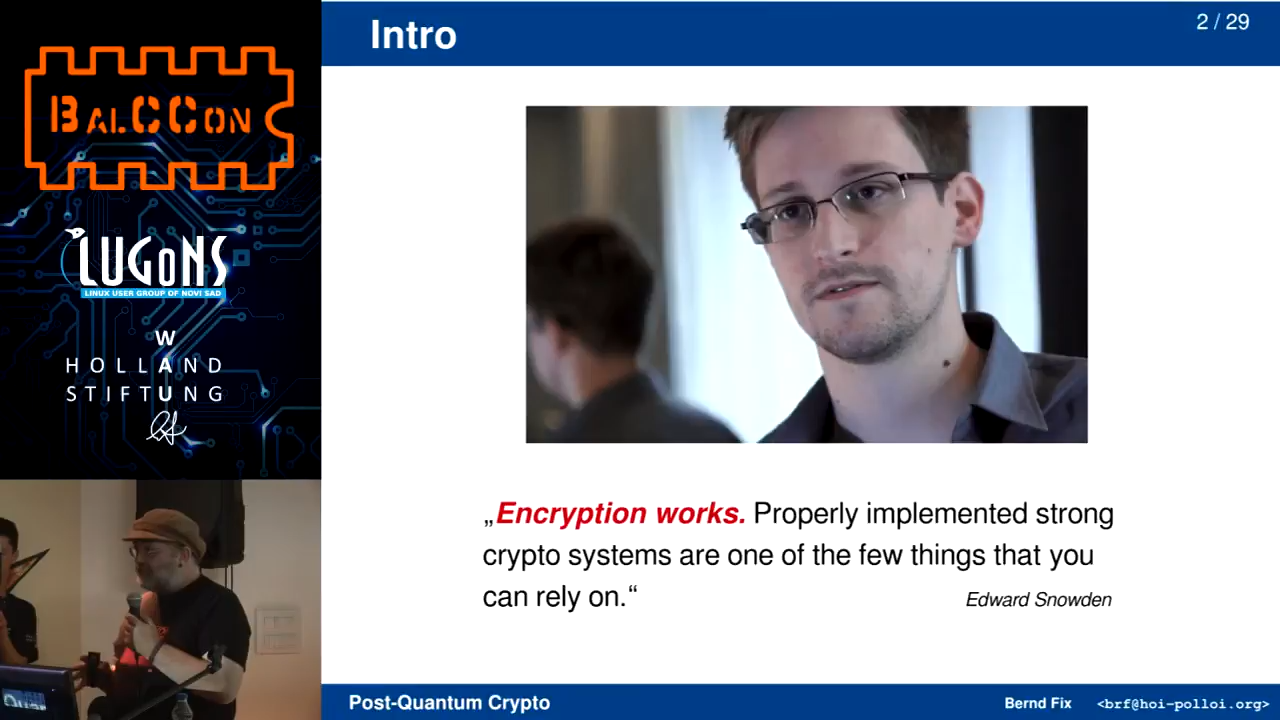 BALCCON
LUGONS
LINUX USER GROUP OF NOVI SAD
W
HOLLAND
STIFTUNG
Intro
2 / 29
„Encryption works. Properly implemented strong
crypto systems are one of the few things that you
can rely on.“
Edward Snowden
Post-Quantum Crypto
Bernd Fix
<brf@hoi-polloi.org>